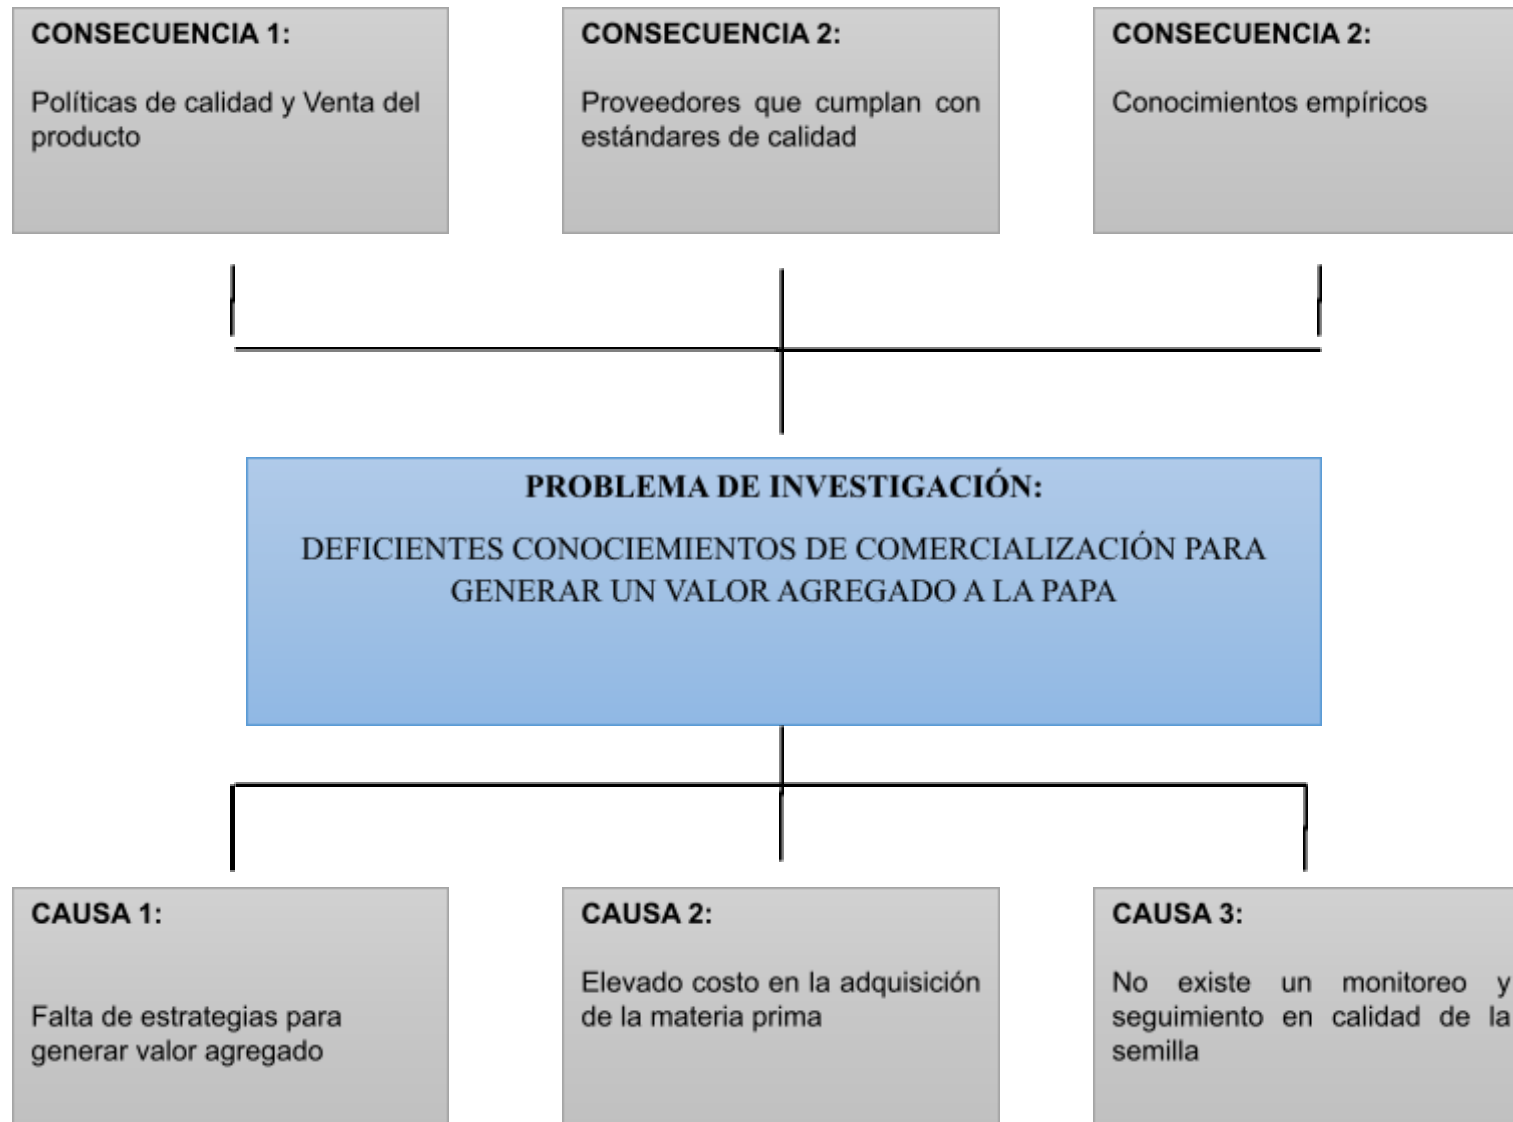 CONSECUENCIA 1:
Políticas de calidad y Venta del
producto
CONSECUENCIA 2:
Proveedores que cumplan con
estándares de calidad
CONSECUENCIA 2:
Conocimientos empíricos
PROBLEMA DE INVESTIGACIÓN:
DEFICIENTES CONOCIEMIENTOS DE COMERCIALIZACIÓN PARA
GENERAR UN VALOR AGREGADO A LA PAPA
CAUSA 1:
Falta de estrategias para
generar valor agregado
CAUSA 2:
Elevado costo en la adquisición
de la materia prima
CAUSA 3:
No existe un monitoreo y
seguimiento en calidad de la
semilla